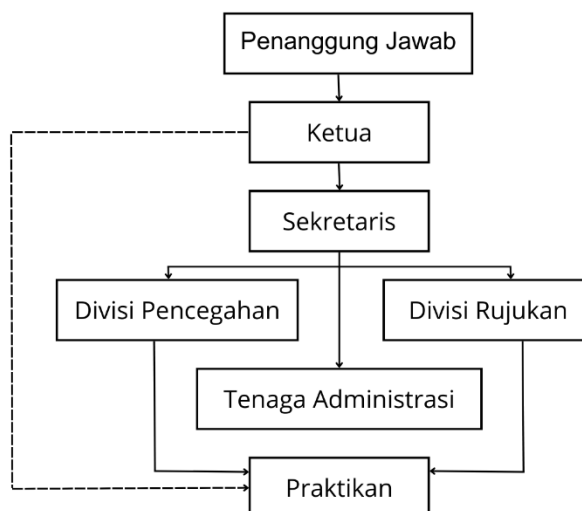 Penanggung Jawab
Ketua
Sekretaris
Divisi Pencegahan
Divisi Rujukan
Tenaga Administrasi
Praktikan